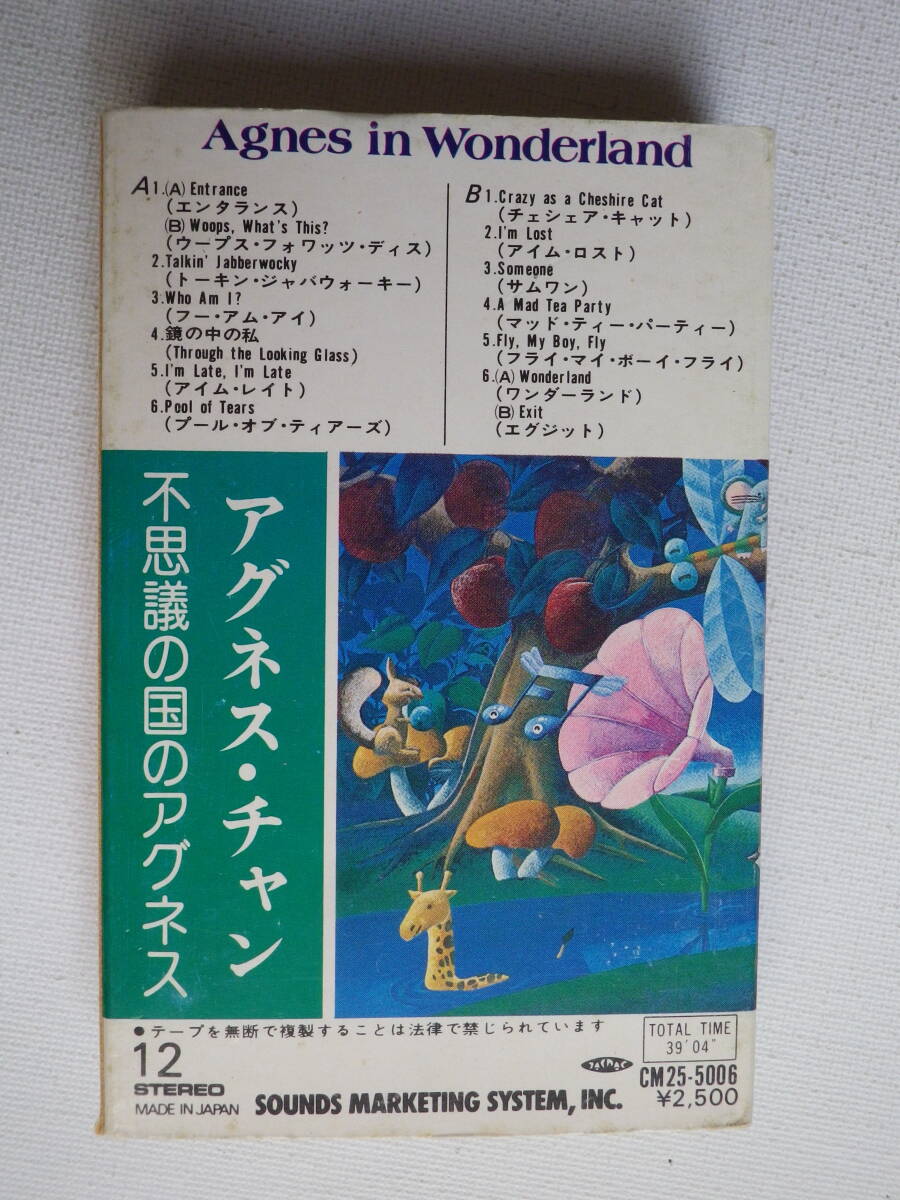 Agnes in Wonderland
A 1.(A) Entrance
(エンタランス)
(B) Woops, What's This?
(ウープス・フォワッツ・ディス)
2.Talkin' Jabberwocky
(トーキン・ジャバウォーキー)
3.Who Am I?
(フー・アム・アイ)
4.鏡の中の私
(Through the Looking Glass)
5.I'm Late, I'm Late
(アイム・レイト)
6.Pool of Tears
(プール・オブ・ティアーズ)
B 1.Crazy as a Cheshire Cat
(チェシェア・キャット)
2.I'm Lost
(アイム・ロスト)
3.Someone
(サムワン)
4.A Mad Tea Party
(マッド・ティー・パーティー)
5.Fly, My Boy, Fly
(フライ・マイ・ボーイ・フライ)
6.(A) Wonderland
(ワンダーランド)
(B) Exit
(エグジット)
アグネス・チャン
不思議の国のアグネス
●テープを無断で複製することは法律で禁じられています
TOTAL TIME
39'04"
12
STEREO
MADE IN JAPAN
SOUNDS MARKETING SYSTEM, INC.
CM25-5006
¥2,500